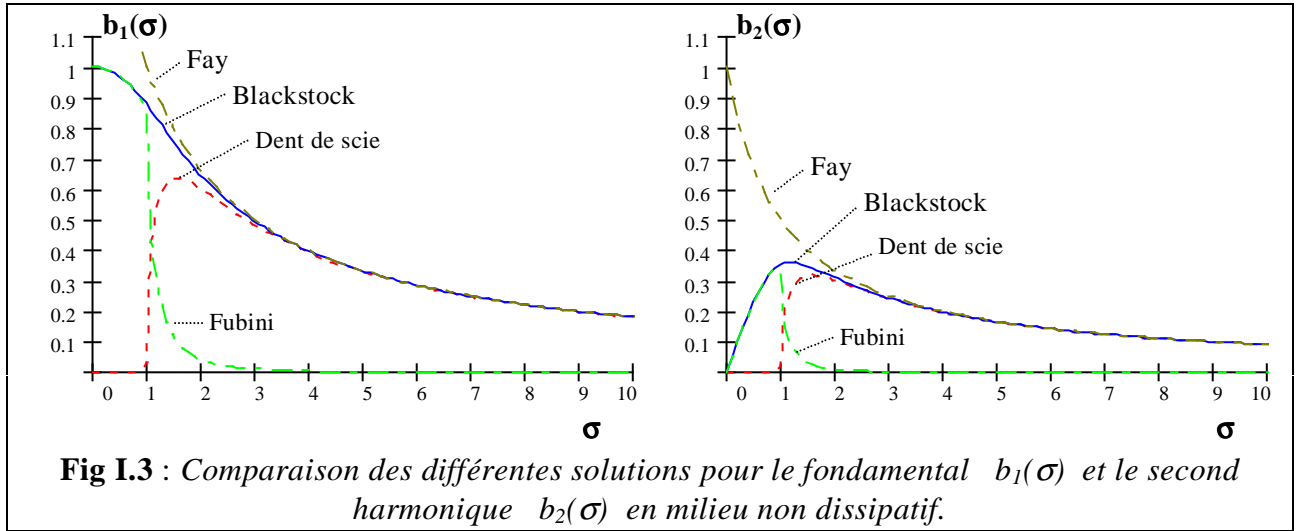 b₁(σ)
1.1
1
0.9
0.8
0.7
0.6
0.5
0.4
0.3
0.2
0.1
Fay
Blackstock
Dent de scie
Fubini
0 1 2 3 4 5 6 7 8 9 10
σ
b₂(σ)
1.1
1
0.9
0.8
0.7
0.6
0.5
0.4
0.3
0.2
0.1
Fay
Blackstock
Dent de scie
Fubini
0 1 2 3 4 5 6 7 8 9 10
σ
Fig I.3 : Comparaison des différentes solutions pour le fondamental b₁(σ) et le second
harmonique b₂(σ) en milieu non dissipatif.